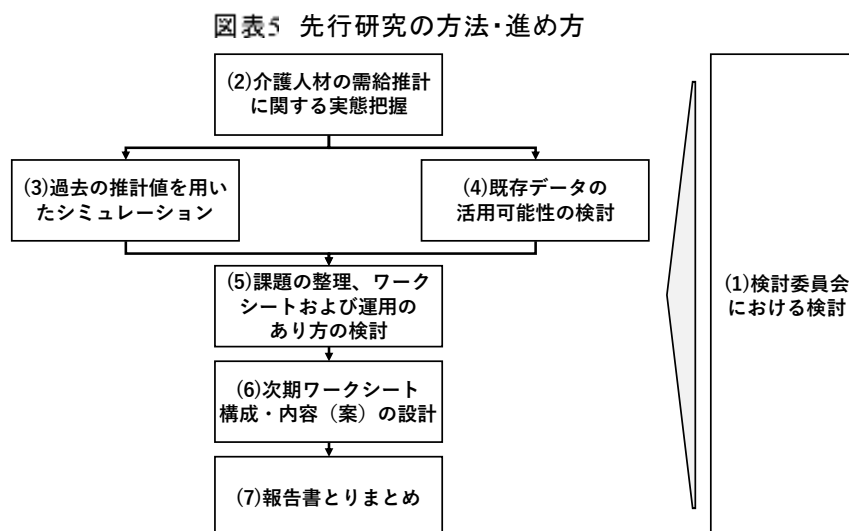 図表5 先行研究の方法・進め方
(2)介護人材の需給推計
に関する実態把握
(3)過去の推計値を用い
たシミュレーション
(4)既存データの
活用可能性の検討
(5)課題の整理、ワーク
シートおよび運用の
あり方の検討
(6)次期ワークシート
構成・内容（案）の設計
(7)報告書とりまとめ
(1)検討委員会
における検討